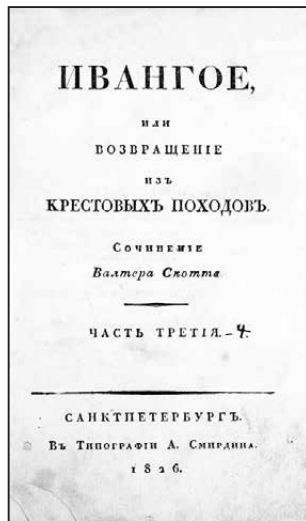 ИВАНГОЕ,
или
ВОЗВРАЩЕНІЕ
изъ
КРЕСТОВЫХЪ ПОХОДОВЪ.
Сочиненіе
Валтера Скотта
ЧАСТЬ ТРЕТІЯ.-4.
САНКТПЕТЕРБУРГЪ.
Въ Типографіи А. Смирдина.
1826.